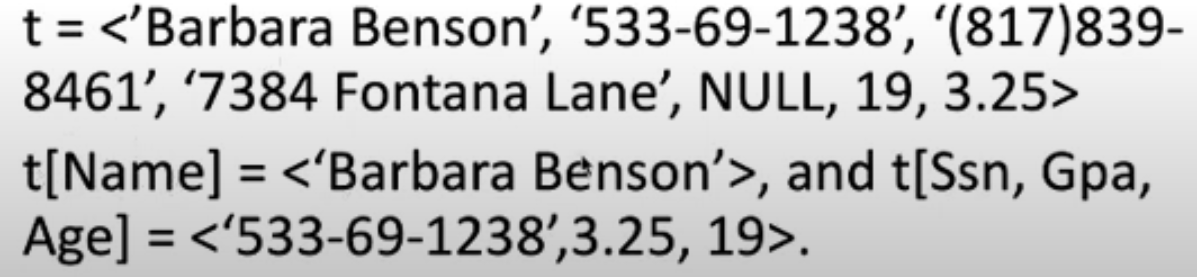 t = <’Barbara Benson’, ‘533-69-1238’, ‘(817)839-
8461’, ‘7384 Fontana Lane’, NULL, 19, 3.25>
t[Name] = <‘Barbara Benson’>, and t[Ssn, Gpa,
Age] = <‘533-69-1238’,3.25, 19>.